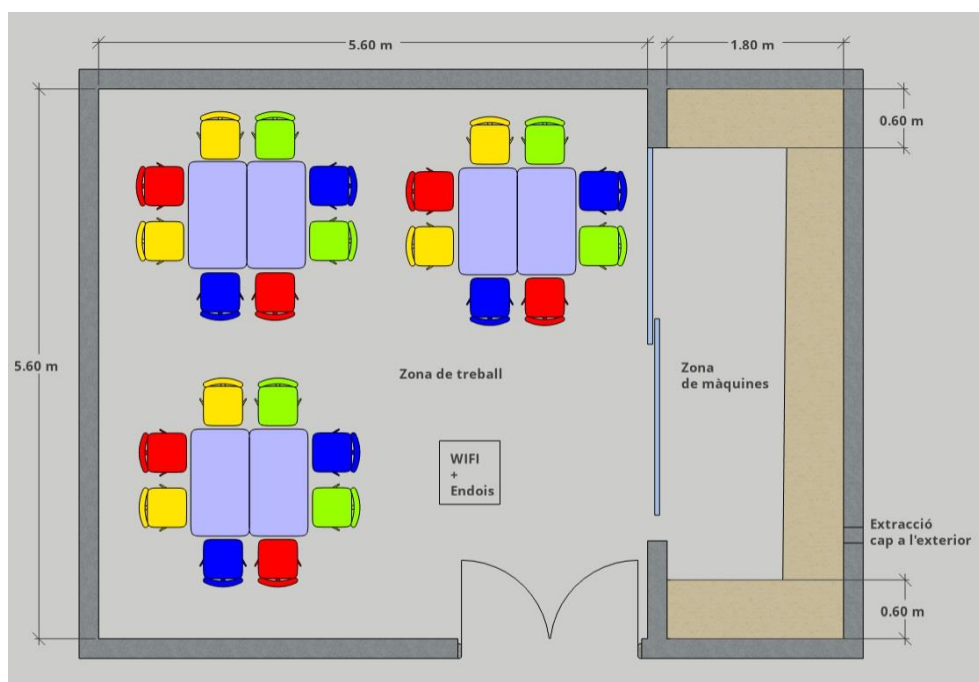 5.60 m
1.80 m
0.60 m
5.60 m
Zona de treball
Zona
de màquines
WIFI
+
Endois
Extracció
cap a l'exterior
0.60 m